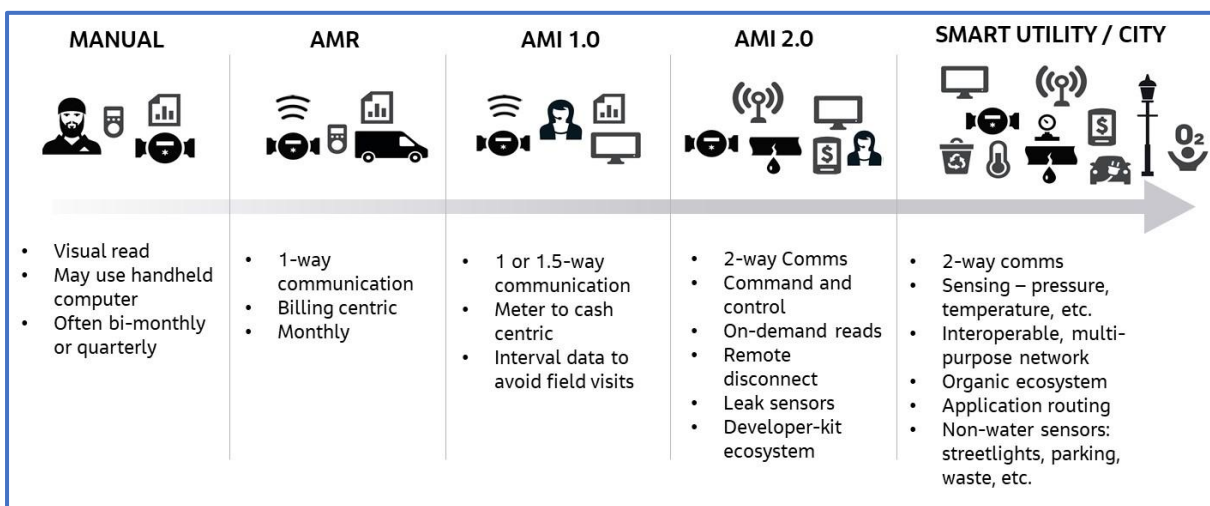 MANUAL
AMR
AMI 1.0
AMI 2.0
SMART UTILITY / CITY
$
$
O₂
• Visual read
• May use handheld
computer
• Often bi-monthly
or quarterly
• 1-way
communication
• Billing centric
• Monthly
• 1 or 1.5-way
communication
• Meter to cash
centric
• Interval data to
avoid field visits
• 2-way Comms
• Command and
control
• On-demand reads
• Remote
disconnect
• Leak sensors
• Developer-kit
ecosystem
• 2-way comms
• Sensing – pressure,
temperature, etc.
• Interoperable, multi-
purpose network
• Organic ecosystem
• Application routing
• Non-water sensors:
streetlights, parking,
waste, etc.